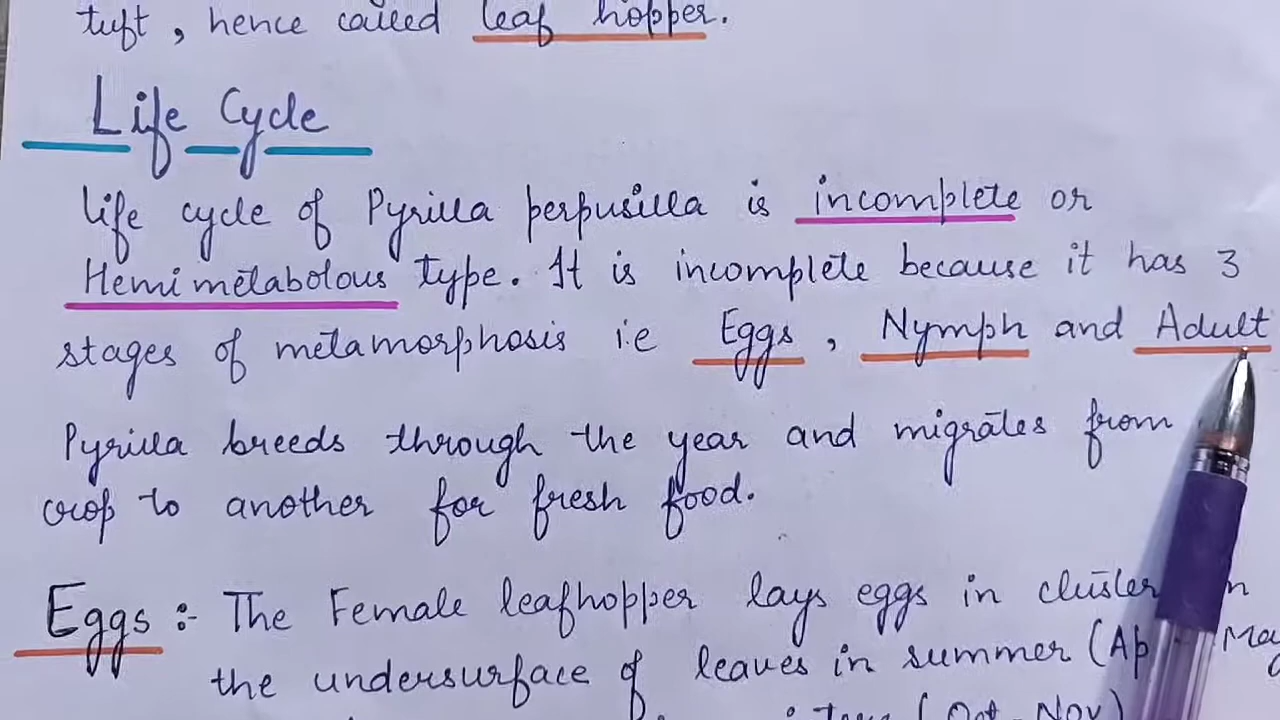 tuft, hence called leaf hopper.
Life Cycle
life cycle of Pyrilla perpusilla is incomplete or
Hemimetabolous type. It is incomplete because it has 3
stages of metamorphosis i.e Eggs, Nymph and Adult
Pyrilla breeds through the year and migrates from
crop to another for fresh food.
Eggs :- The Female leafhopper lays eggs in cluster
the undersurface of leaves in summer (Ap May
(Oct-Nov)